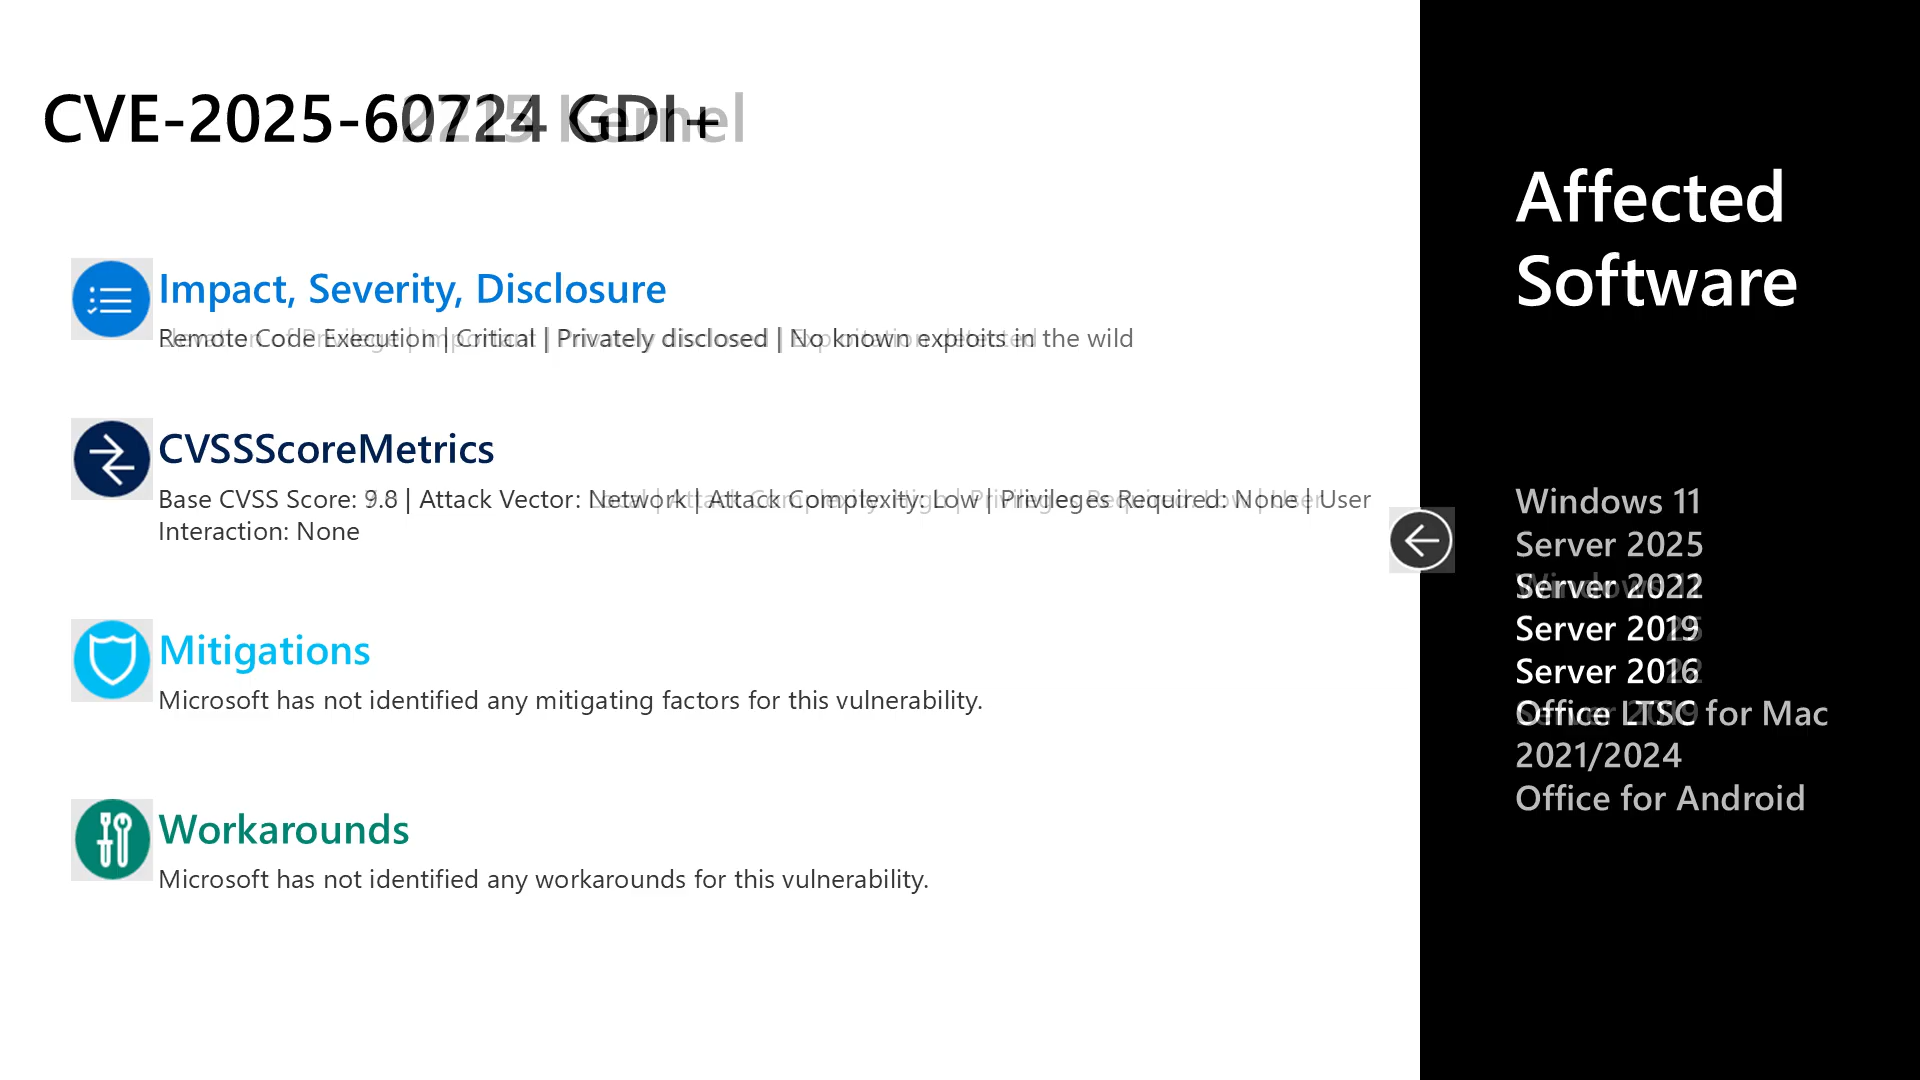 CVE-2025-60724 GDI+
Impact, Severity, Disclosure
Remote Code Execution | Critical | Privately disclosed | No known exploits in the wild
CVSSScoreMetrics
Base CVSS Score: 9.8 | Attack Vector: Network | Attack Complexity: Low | Privileges Required: None | User
Interaction: None
Mitigations
Microsoft has not identified any mitigating factors for this vulnerability.
Workarounds
Microsoft has not identified any workarounds for this vulnerability.
Affected
Software
Windows 11
Server 2025
Server 2022
Server 2019
Server 2016
Office LTSC for Mac
2021/2024
Office for Android